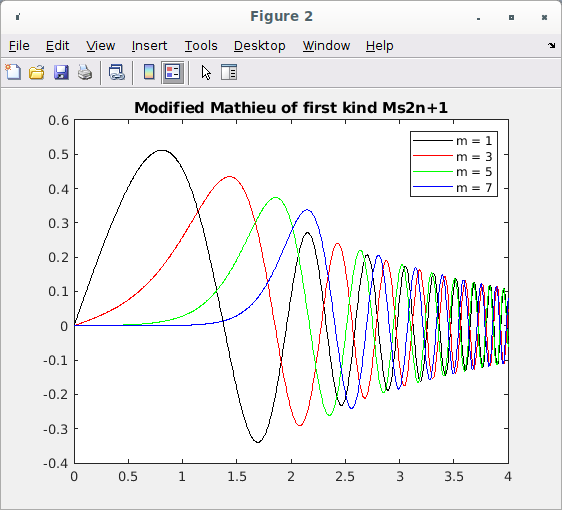 Figure 2
File Edit View Insert Tools Desktop Window Help
Modified Mathieu of first kind Ms2n+1
0.6
0.5
0.4
0.3
0.2
0.1
0
-0.1
-0.2
-0.3
-0.4
m = 1
m = 3
m = 5
m = 7
0 0.5 1 1.5 2 2.5 3 3.5 4